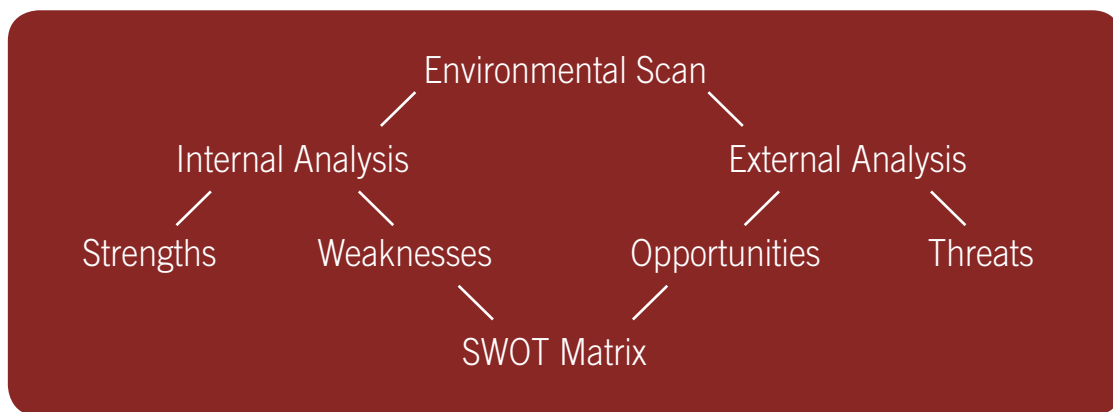 Environmental Scan
Internal Analysis External Analysis
Strengths Weaknesses Opportunities Threats
SWOT Matrix